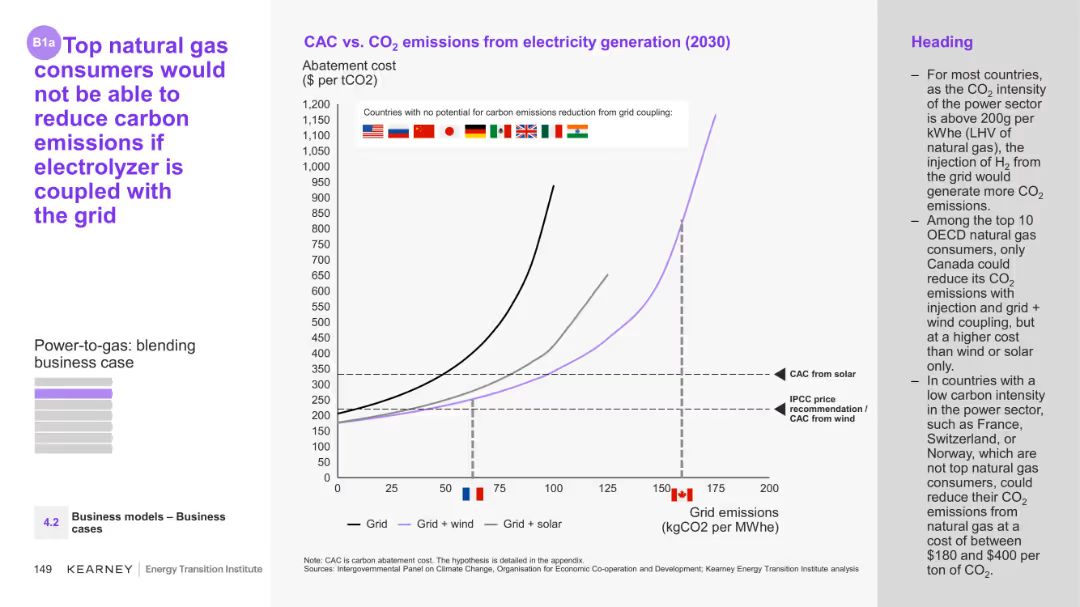 B1a
Top natural gas
consumers would
not be able to
reduce carbon
emissions if
electrolyzer is
coupled with
the grid
Power-to-gas: blending
business case
4.2
Business models – Business
cases
149 KEARNEY Energy Transition Institute
CAC vs. CO2 emissions from electricity generation (2030)
Abatement cost
($ per tCO2)
Countries with no potential for carbon emissions reduction from grid coupling:
1,200
1,150
1,100
1,050
1,000
950
900
850
800
750
700
650
600
550
500
450
400
350
300
250
200
150
100
50
0
CAC from solar
IPCC price
recommendation /
CAC from wind
0 25 50 75 100 125 150 175 200
Grid emissions
(kgCO2 per MWhe)
Grid Grid + wind Grid + solar
Note: CAC is carbon abatement cost. The hypothesis is detailed in the appendix.
Sources: Intergovernmental Panel on Climate Change, Organisation for Economic Co-operation and Development; Kearney Energy Transition Institute analysis
Heading
– For most countries,
as the CO2 intensity
of the power sector
is above 200g per
kWhe (LHV of
natural gas), the
injection of H2 from
the grid would
generate more CO2
emissions.
– Among the top 10
OECD natural gas
consumers, only
Canada could
reduce its CO2
emissions with
injection and grid +
wind coupling, but
at a higher cost
than wind or solar
only.
– In countries with a
low carbon intensity
in the power sector,
such as France,
Switzerland, or
Norway, which are
not top natural gas
consumers, could
reduce their CO2
emissions from
natural gas at a
cost of between
$180 and $400 per
ton of CO2.